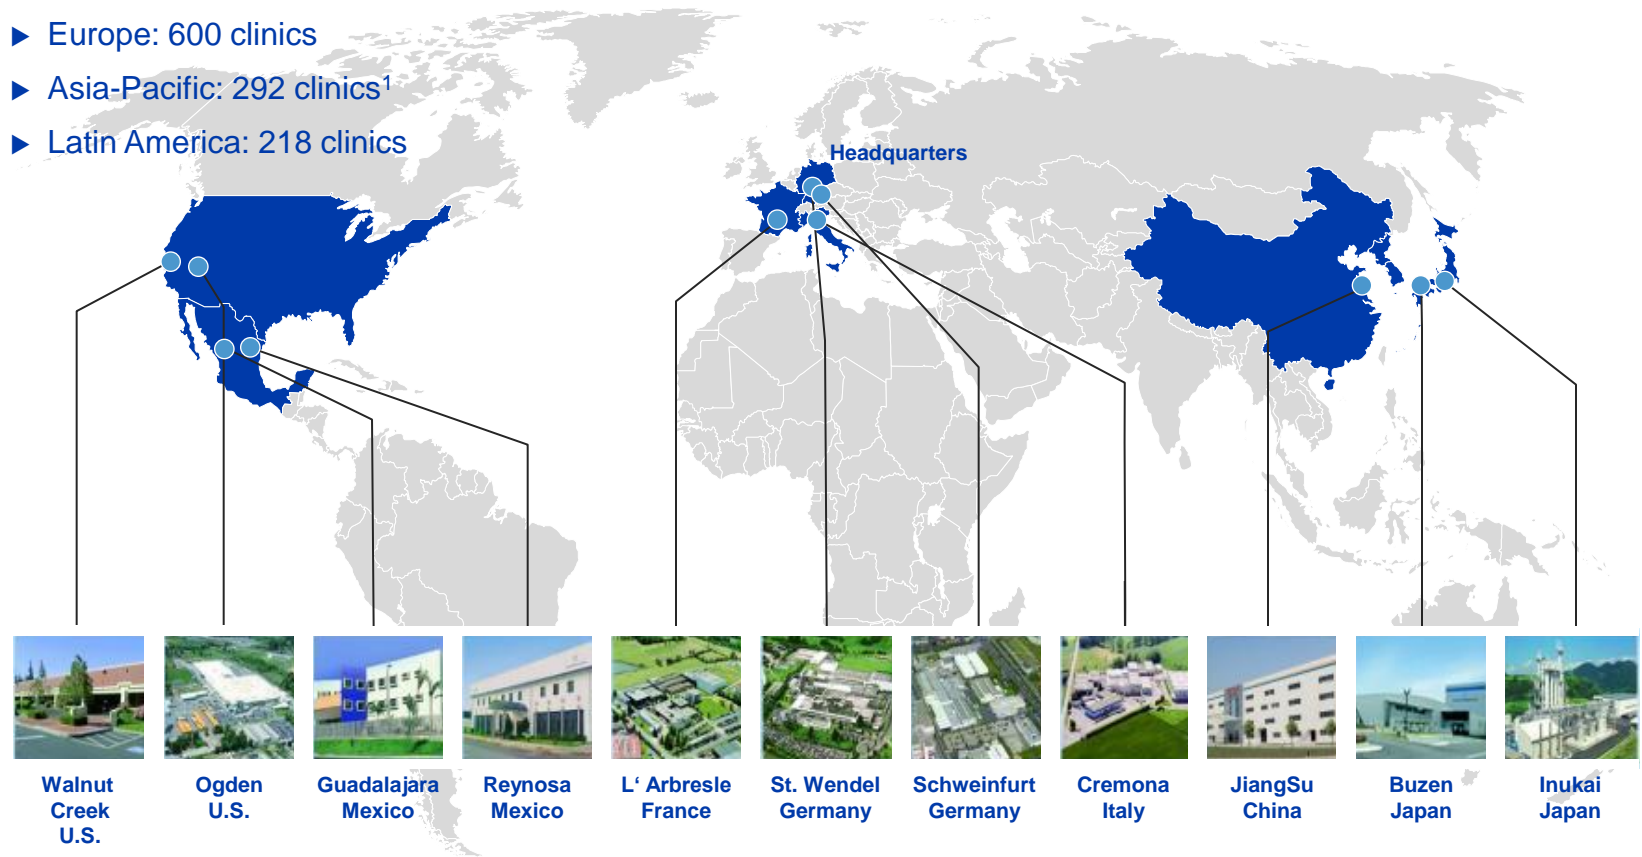 ► Europe: 600 clinics
► Asia-Pacific: 292 clinics¹
► Latin America: 218 clinics
Headquarters
Walnut
Creek
U.S.
Ogden
U.S.
Guadalajara
Mexico
Reynosa
Mexico
L‘ Arbresle
France
St. Wendel
Germany
Schweinfurt
Germany
Cremona
Italy
JiangSu
China
Buzen
Japan
Inukai
Japan